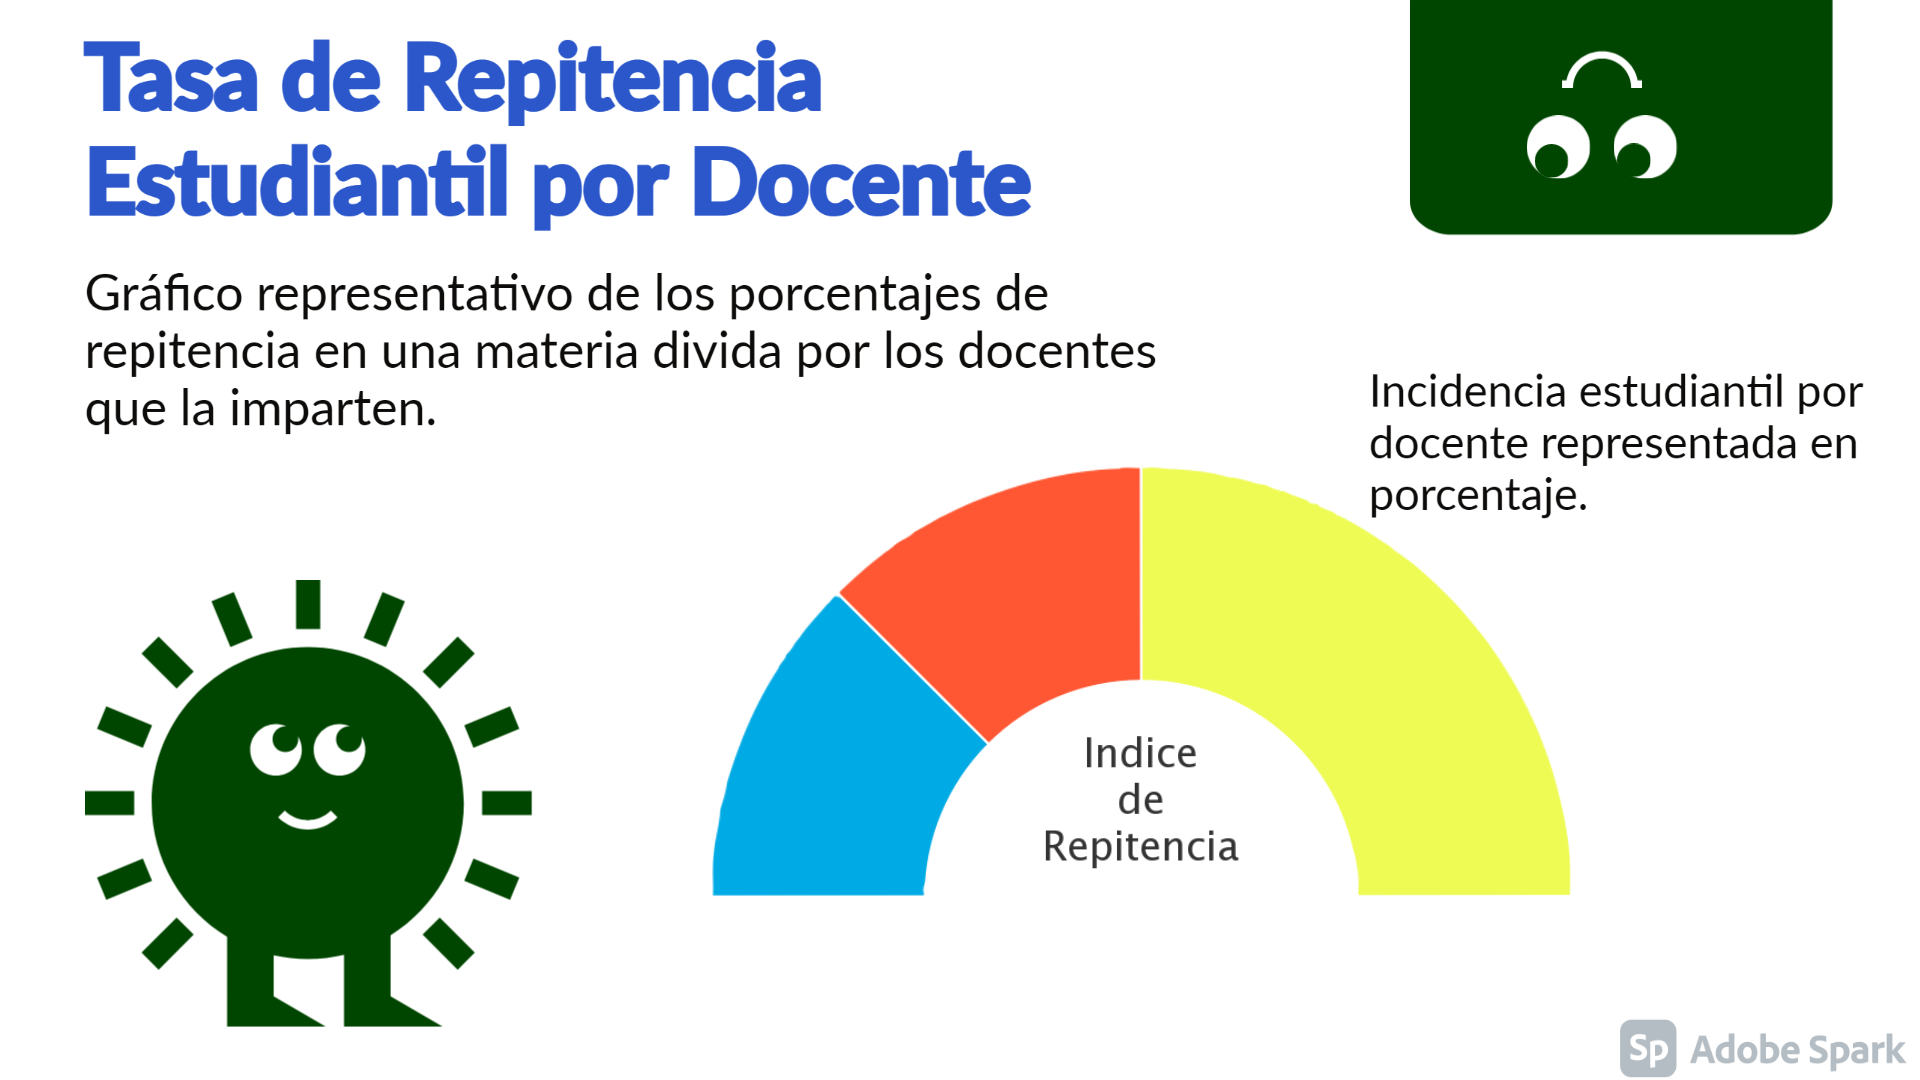 Tasa de Repitencia
Estudiantil por Docente
Gráfico representativo de los porcentajes de
repitencia en una materia divida por los docentes
que la imparten.
Incidencia estudiantil por
docente representada en
porcentaje.
Indice
de
Repitencia
Sp Adobe Spark